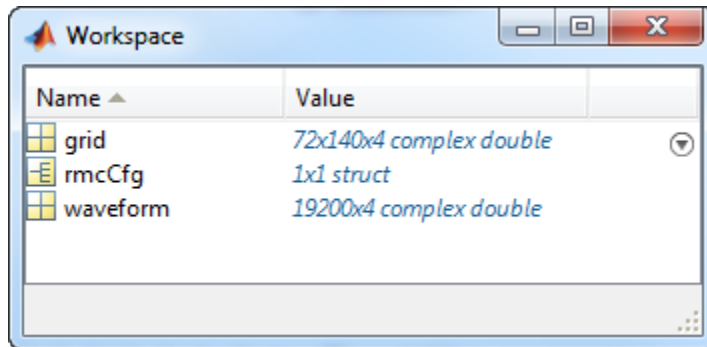 Workspace
Name Value
grid 72x140x4 complex double
rmcCfg 1x1 struct
waveform 19200x4 complex double